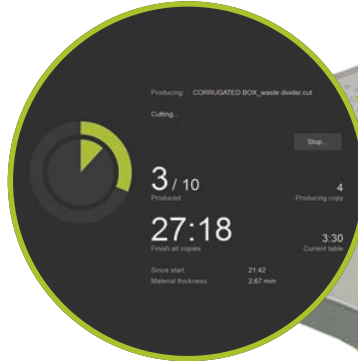 Producing: CORRUGATED BOX_waste divider.cut
Cutting...
Stop...
3 / 10 4
Produced Producing copy
27:18 3:30
Finish all copies Current table
Since start: 21:42
Material thickness: 2,67 mm